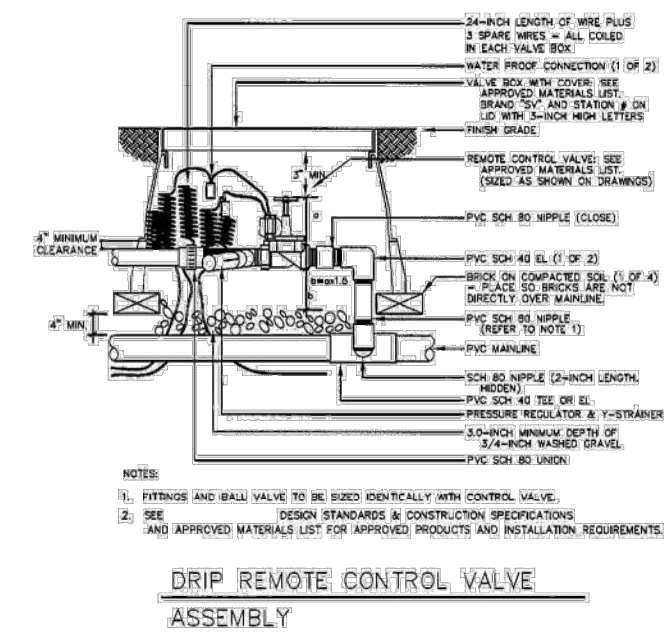 24-INCH LENGTH OF WIRE PLUS
3 SPARE WIRES - ALL COILED
IN EACH VALVE BOX
WATER PROOF CONNECTION (1 OF 2)
VALVE BOX WITH COVER: SEE
APPROVED MATERIALS LIST.
BRAND "SV" AND STATION # ON
LID WITH 3-INCH HIGH LETTERS
FINISH GRADE
3" MIN.
REMOTE CONTROL VALVE: SEE
APPROVED MATERIALS LIST.
(SIZED AS SHOWN ON DRAWINGS)
a
PVC SCH 80 NIPPLE (CLOSE)
4" MINIMUM
CLEARANCE
PVC SCH 40 EL (1 OF 2)
b=ax1.5
BRICK ON COMPACTED SOIL (1 OF 4)
- PLACE SO BRICKS ARE NOT
DIRECTLY OVER MAINLINE.
b
4" MIN.
PVC SCH 80 NIPPLE
(REFER TO NOTE 1)
PVC MAINLINE
SCH 80 NIPPLE (2-INCH LENGTH,
HIDDEN)
PVC SCH 40 TEE OR EL
PRESSURE REGULATOR & Y-STRAINER
3.0-INCH MINIMUM DEPTH OF
3/4-INCH WASHED GRAVEL
PVC SCH 80 UNION
NOTES:
1. FITTINGS AND BALL VALVE TO BE SIZED IDENTICALLY WITH CONTROL VALVE.
2. SEE DESIGN STANDARDS & CONSTRUCTION SPECIFICATIONS
AND APPROVED MATERIALS LIST FOR APPROVED PRODUCTS AND INSTALLATION REQUIREMENTS.
DRIP REMOTE CONTROL VALVE
ASSEMBLY